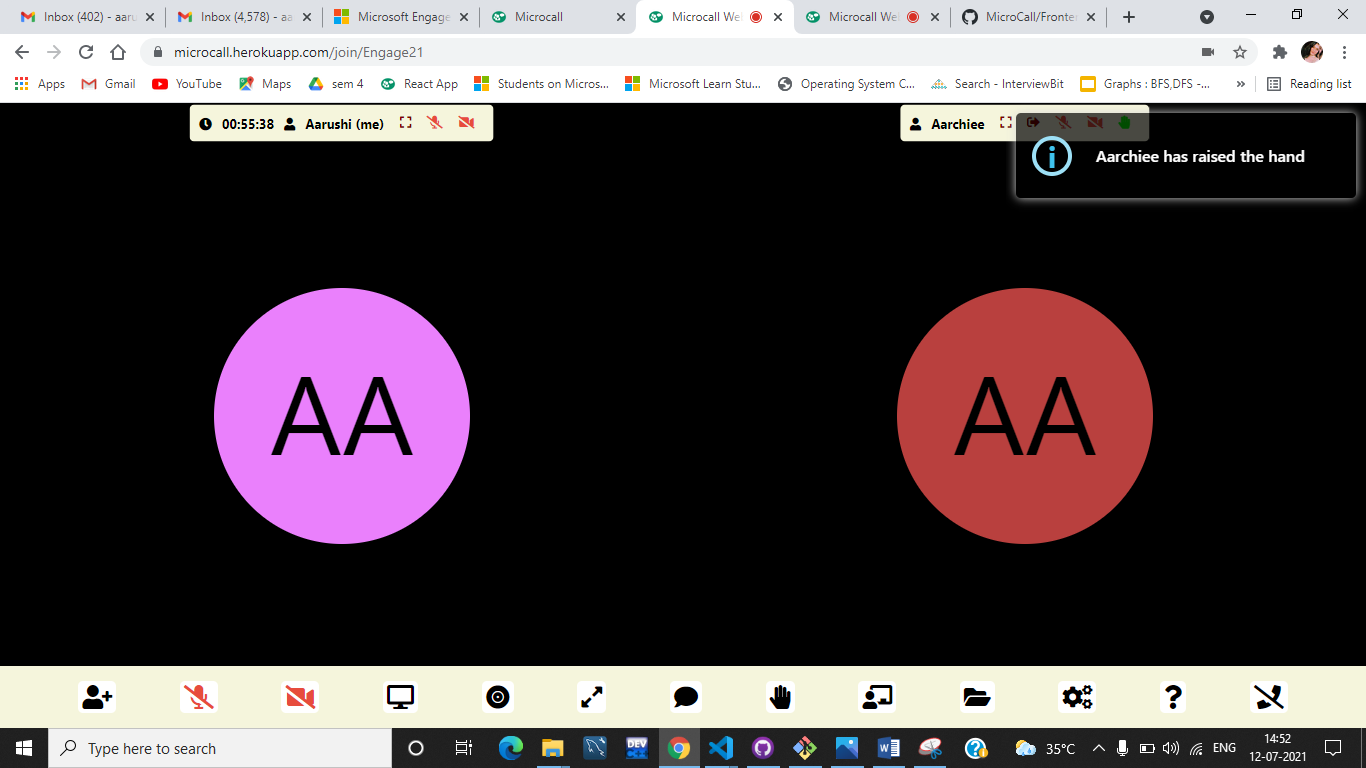 Inbox (402) - aaru
Inbox (4,578) - aa
Microsoft Engage
Microcall
Microcall We
Microcall We
MicroCall/Fronte
microcall.herokuapp.com/join/Engage21
Apps
Gmail
YouTube
Maps
sem 4
React App
Students on Micros...
Microsoft Learn Stu...
Operating System C...
Search - InterviewBit
Graphs : BFS,DFS -...
»
Reading list
00:55:38 Aarushi (me)
Aarchiee
Aarchiee has raised the hand
AA
AA
Type here to search
DEV
C++
35°C
ENG
14:52
12-07-2021